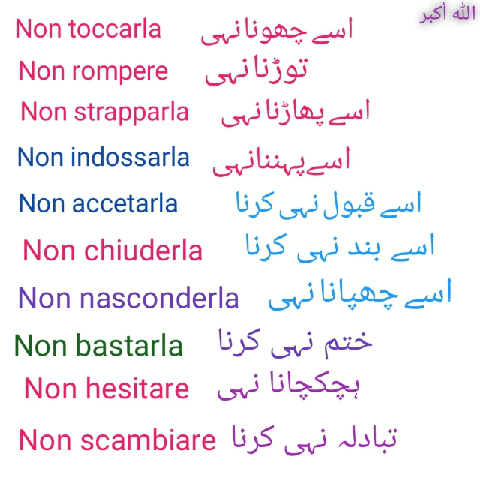 الله أكبر
Non toccarla اسے چھونا نہی
Non rompere توڑنا نہی
Non strapparla اسے پھاڑنا نہی
Non indossarla اسے پہننا نہی
Non accetarla اسے قبول نہی کرنا
Non chiuderla اسے بند نہی کرنا
Non nasconderla اسے چھپانا نہی
Non bastarla ختم نہی کرنا
Non hesitare ہچکچانا نہی
Non scambiare تبادلہ نہی کرنا